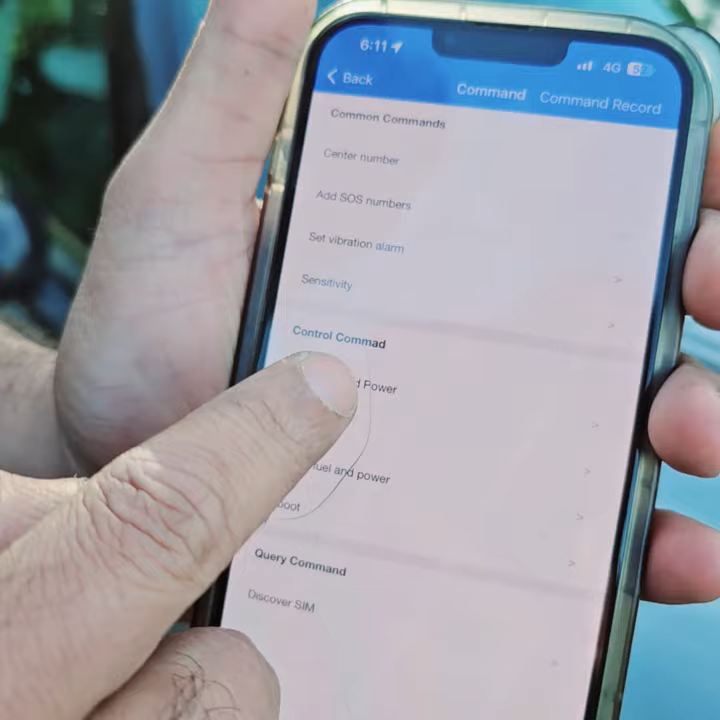 6:11
4G 52
Back
Command
Command Record
Common Commands
Center number
Add SOS numbers
Set vibration alarm
Sensitivity
Control Commad
d Power
fuel and power
boot
Query Command
Discover SIM